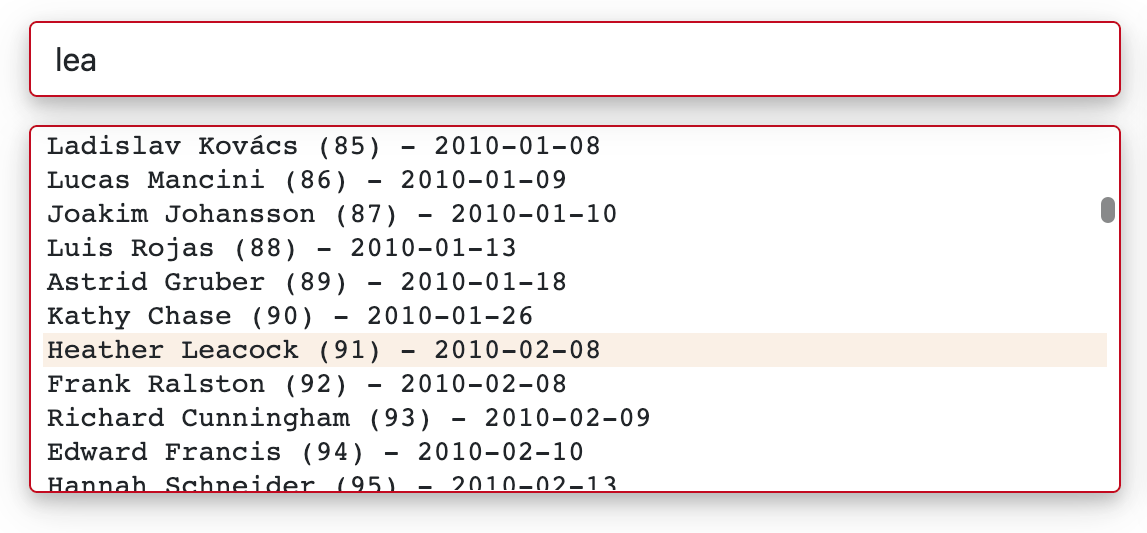 lea
Ladislav Kovács (85) - 2010-01-08
Lucas Mancini (86) - 2010-01-09
Joakim Johansson (87) - 2010-01-10
Luis Rojas (88) - 2010-01-13
Astrid Gruber (89) - 2010-01-18
Kathy Chase (90) - 2010-01-26
Heather Leacock (91) - 2010-02-08
Frank Ralston (92) - 2010-02-08
Richard Cunningham (93) - 2010-02-09
Edward Francis (94) - 2010-02-10
Hannah Schneider (95) - 2010-02-13